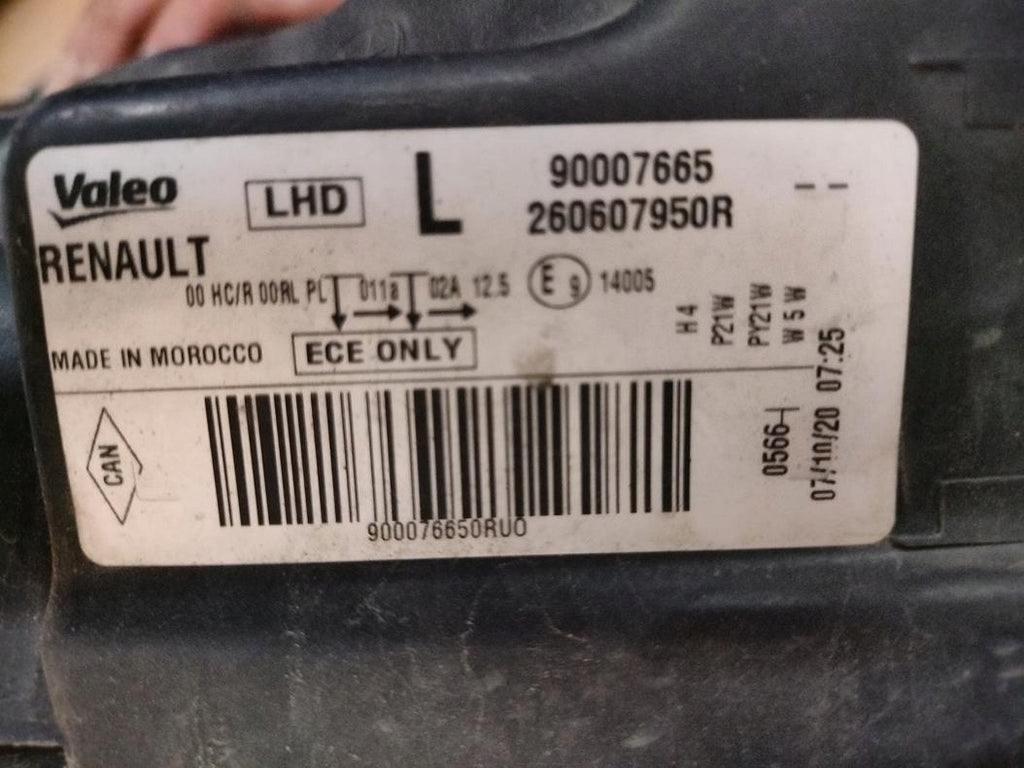 Valeo
RENAULT
LHD
L
90007665
260607950R
--
00 HC/R 00RL PL 011a 02A 12.5
E 9 14005
MADE IN MOROCCO
ECE ONLY
H4
P21W
PY21W
W5W
CAN
900076650RU0
0566
07/10/20 07:25